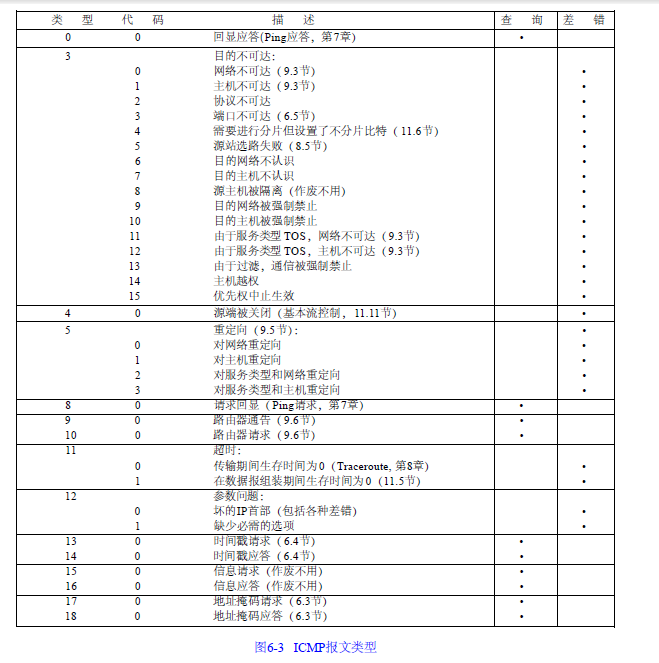 类 型 代 码 描 述 查 询 差 错
0 0 回显应答(Ping应答，第7章) •
3 目的不可达：
0 网络不可达 (9.3节) •
1 主机不可达 (9.3节) •
2 协议不可达 •
3 端口不可达 (6.5节) •
4 需要进行分片但设置了不分片比特 (11.6节) •
5 源站选路失败 (8.5节) •
6 目的网络不认识 •
7 目的主机不认识 •
8 源主机被隔离 (作废不用) •
9 目的网络被强制禁止 •
10 目的主机被强制禁止 •
11 由于服务类型 TOS，网络不可达 (9.3节) •
12 由于服务类型 TOS，主机不可达 (9.3节) •
13 由于过滤，通信被强制禁止 •
14 主机越权 •
15 优先权中止生效 •
4 0 源端被关闭 (基本流控制，11.11节) •
5 重定向 (9.5节)： •
0 对网络重定向 •
1 对主机重定向 •
2 对服务类型和网络重定向 •
3 对服务类型和主机重定向 •
8 0 请求回显 (Ping请求，第7章) •
9 0 路由器通告 (9.6节) •
10 0 路由器请求 (9.6节) •
11 超时：
0 传输期间生存时间为0 (Traceroute, 第8章) •
1 在数据报组装期间生存时间为0 (11.5节) •
12 参数问题：
0 坏的IP首部 (包括各种差错) •
1 缺少必需的选项 •
13 0 时间戳请求 (6.4节) •
14 0 时间戳应答 (6.4节) •
15 0 信息请求 (作废不用) •
16 0 信息应答 (作废不用) •
17 0 地址掩码请求 (6.3节) •
18 0 地址掩码应答 (6.3节) •
图6-3 ICMP报文类型